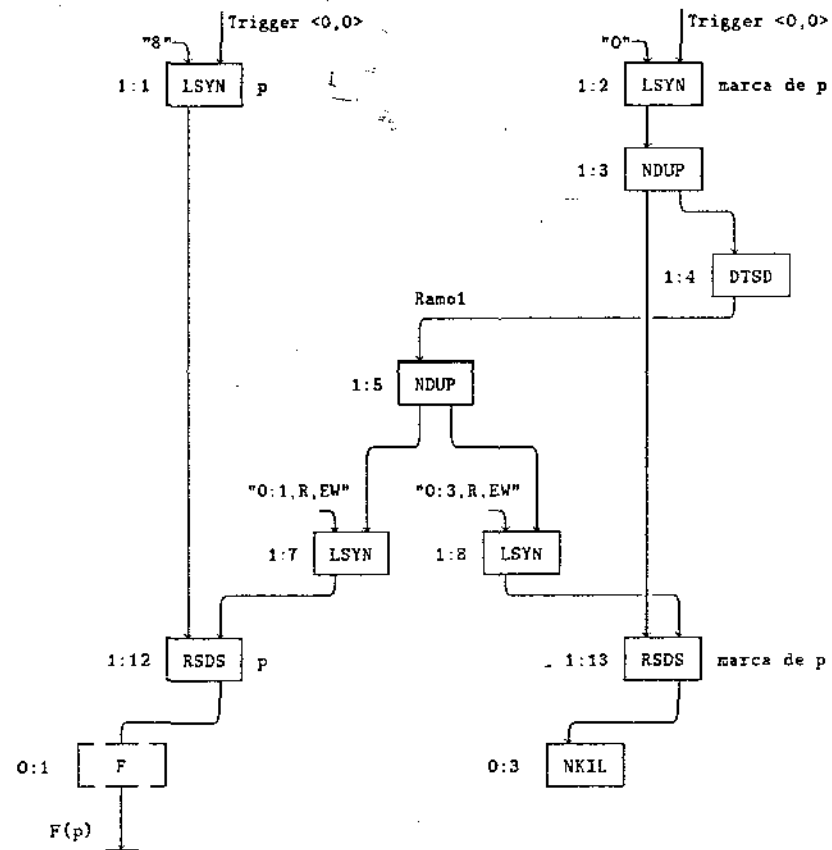 Trigger <0,0>
Trigger <0,0>
"8"
"0"
1:1 LSYN p
1:2 LSYN marca de p
1:3 NDUP
1:4 DTSD
Ramo1
1:5 NDUP
"0:1,R,EW"
"0:3,R,EW"
1:7 LSYN
1:8 LSYN
1:12 RSDS p
1:13 RSDS marca de p
0:1 F
0:3 NKIL
F(p)